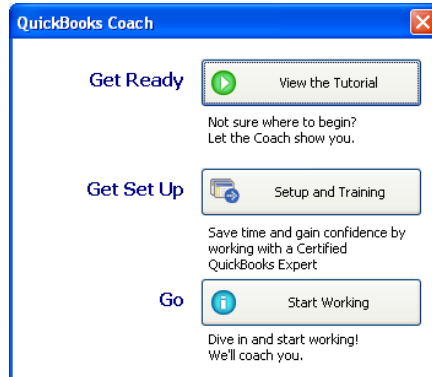 QuickBooks Coach
Get Ready
View the Tutorial
Not sure where to begin?
Let the Coach show you.
Get Set Up
Setup and Training
Save time and gain confidence by
working with a Certified
QuickBooks Expert
Go
Start Working
Dive in and start working!
We'll coach you.